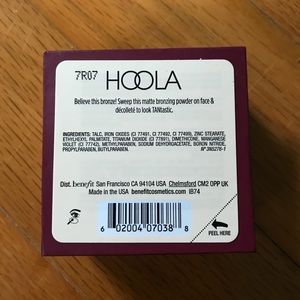 7R07 HOOLA
Believe this bronze! Sweep this matte bronzing powder on face &
décolleté to look TANtastic.
INGREDIENTS: TALC, IRON OXIDES (CI 77491, CI 77492, CI 77499), ZINC STEARATE,
ETHYLHEXYL PALMITATE, TITANIUM DIOXIDE (CI 77891), DIMETHICONE, MANGANESE
VIOLET (CI 77742), METHYLPARABEN, SODIUM DEHYDROACETATE, BORON NITRIDE,
PROPYLPARABEN, BUTYLPARABEN.
Dist. benefit San Francisco CA 94104 USA Chelmsford CM2 0PP UK
Made in the USA benefitcosmetics.com IB74
6 02004 07038 8
PEEL HERE